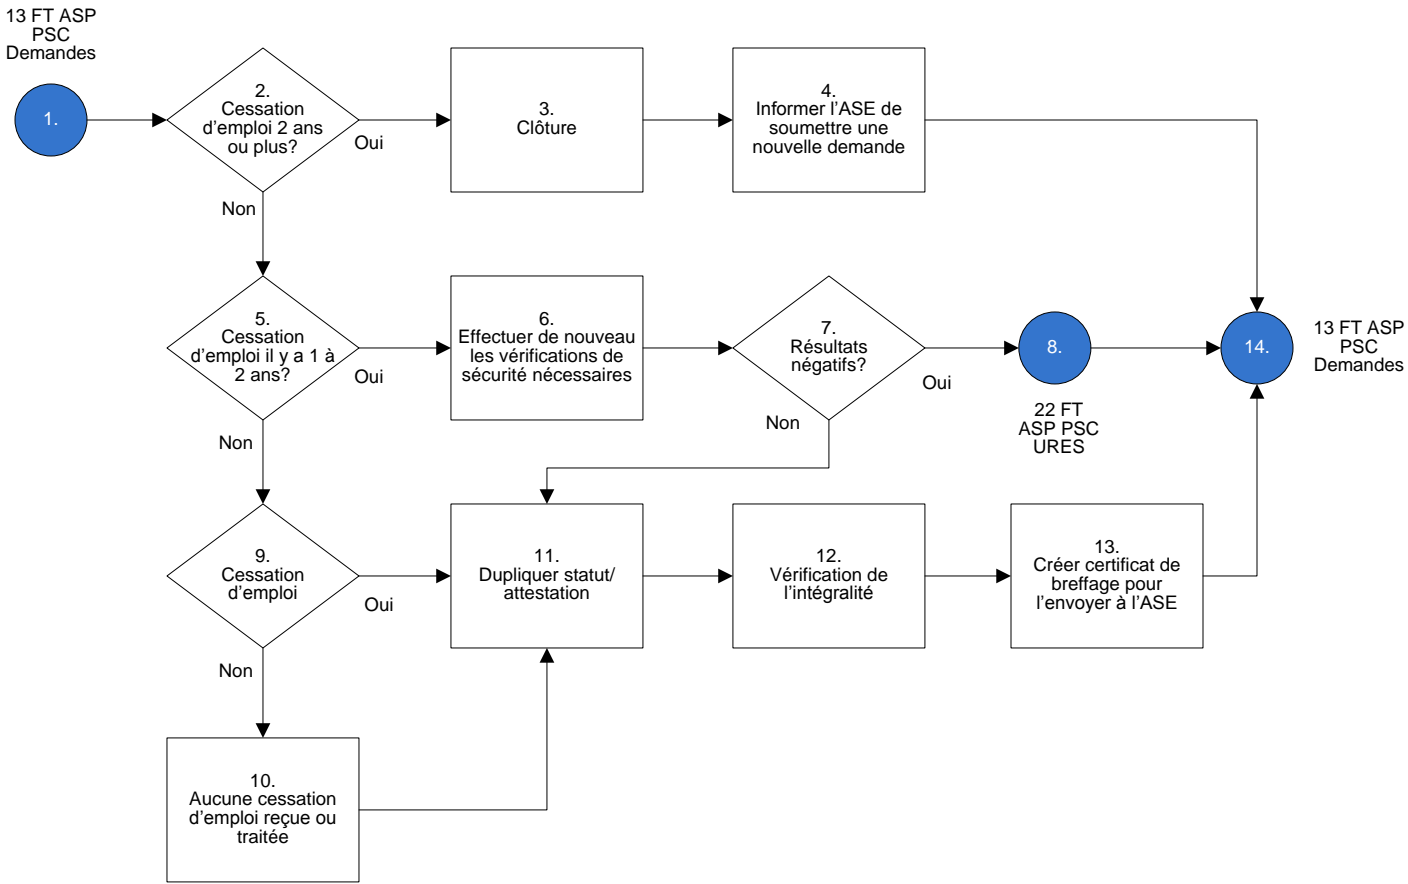 13 FT ASP
PSC
Demandes
1.
2.
Cessation
d'emploi 2 ans
ou plus?
Oui
Non
3.
Clôture
4.
Informer l'ASE de
soumettre une
nouvelle demande
5.
Cessation
d'emploi il y a 1 à
2 ans?
Oui
Non
6.
Effectuer de nouveau
les vérifications de
sécurité nécessaires
7.
Résultats
négatifs?
Oui
Non
8.
22 FT
ASP PSC
URES
14.
13 FT ASP
PSC
Demandes
9.
Cessation
d'emploi
Oui
Non
11.
Dupliquer statut/
attestation
12.
Vérification de
l'intégralité
13.
Créer certificat de
breffage pour
l'envoyer à l'ASE
10.
Aucune cessation
d'emploi reçue ou
traitée